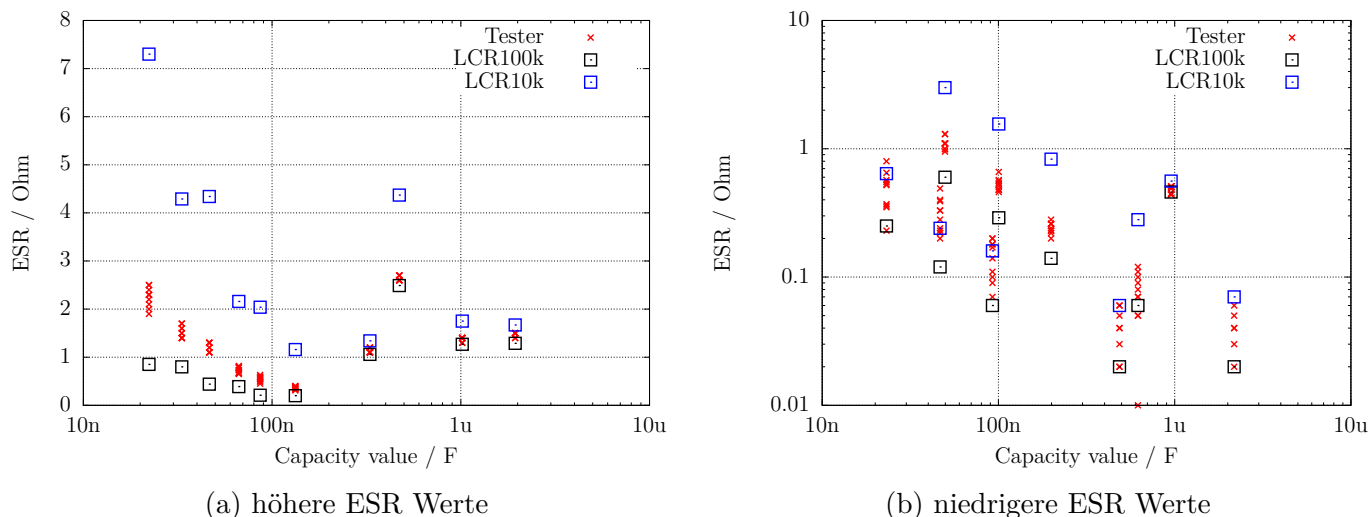 8
7
6
5
4
3
2
1
0
10n
100n
1u
10u
ESR / Ohm
Capacity value / F
Tester
LCR100k
LCR10k
(a) höhere ESR Werte
10
1
0.1
0.01
10n
100n
1u
10u
ESR / Ohm
Capacity value / F
Tester
LCR100k
LCR10k
(b) niedrigere ESR Werte